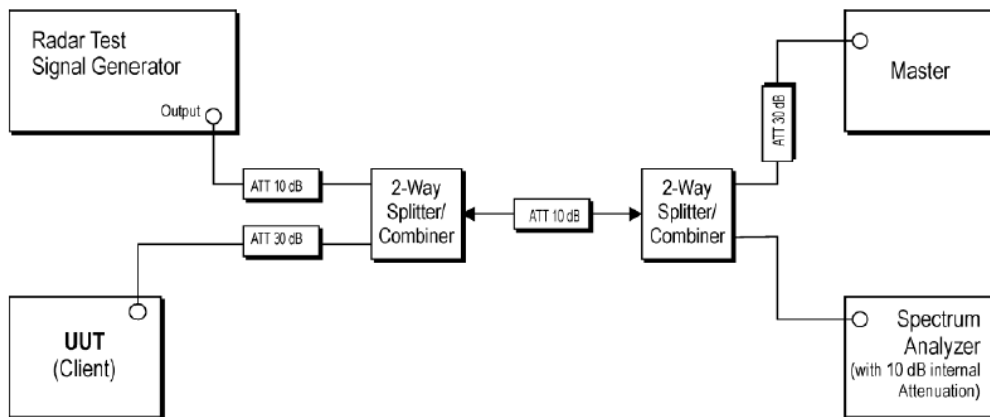 Radar Test
Signal Generator
Output
ATT 10 dB
2-Way
Splitter/
Combiner
ATT 30 dB
UUT
(Client)
ATT 10 dB
2-Way
Splitter/
Combiner
ATT 30 dB
Master
Spectrum
Analyzer
(with 10 dB internal
Attenuation)